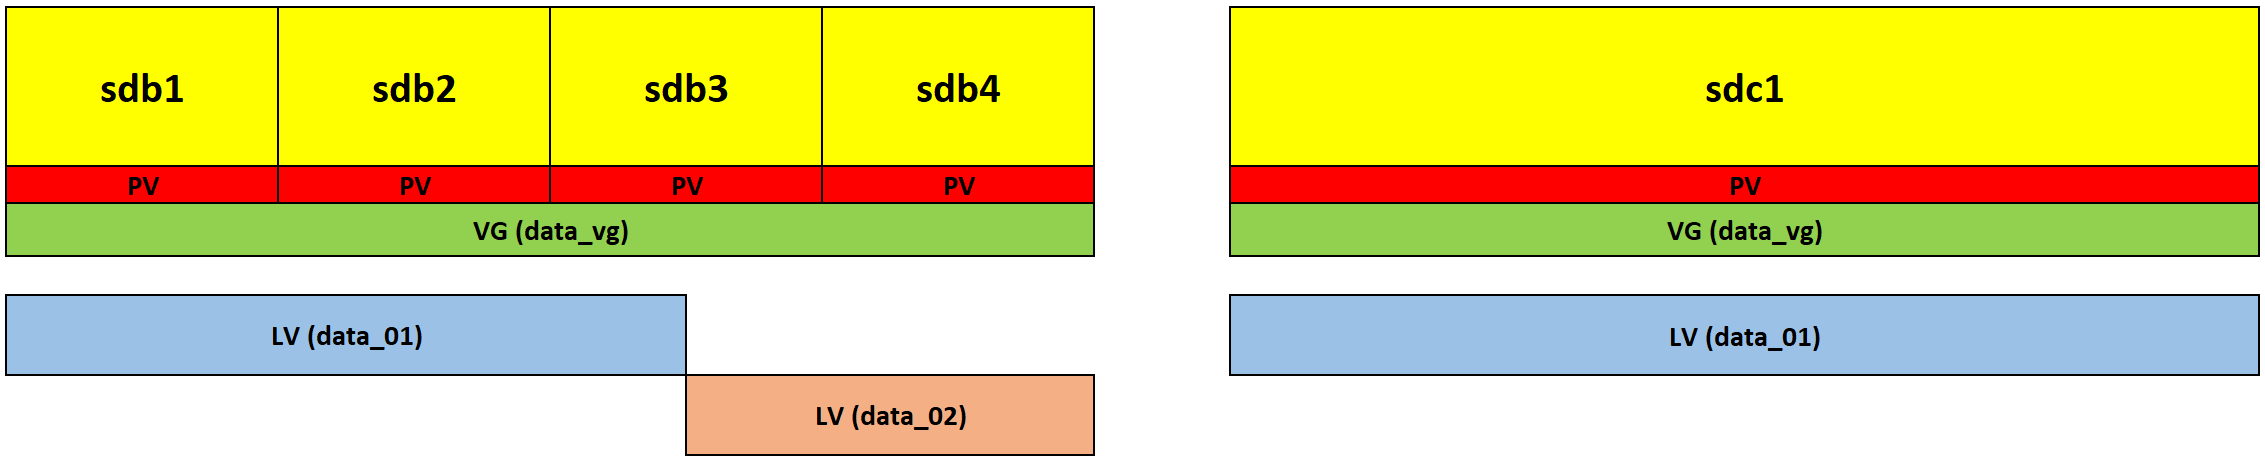 sdb1 sdb2 sdb3 sdb4 sdc1
PV PV PV PV PV
VG (data_vg) VG (data_vg)
LV (data_01) LV (data_01)
LV (data_02)